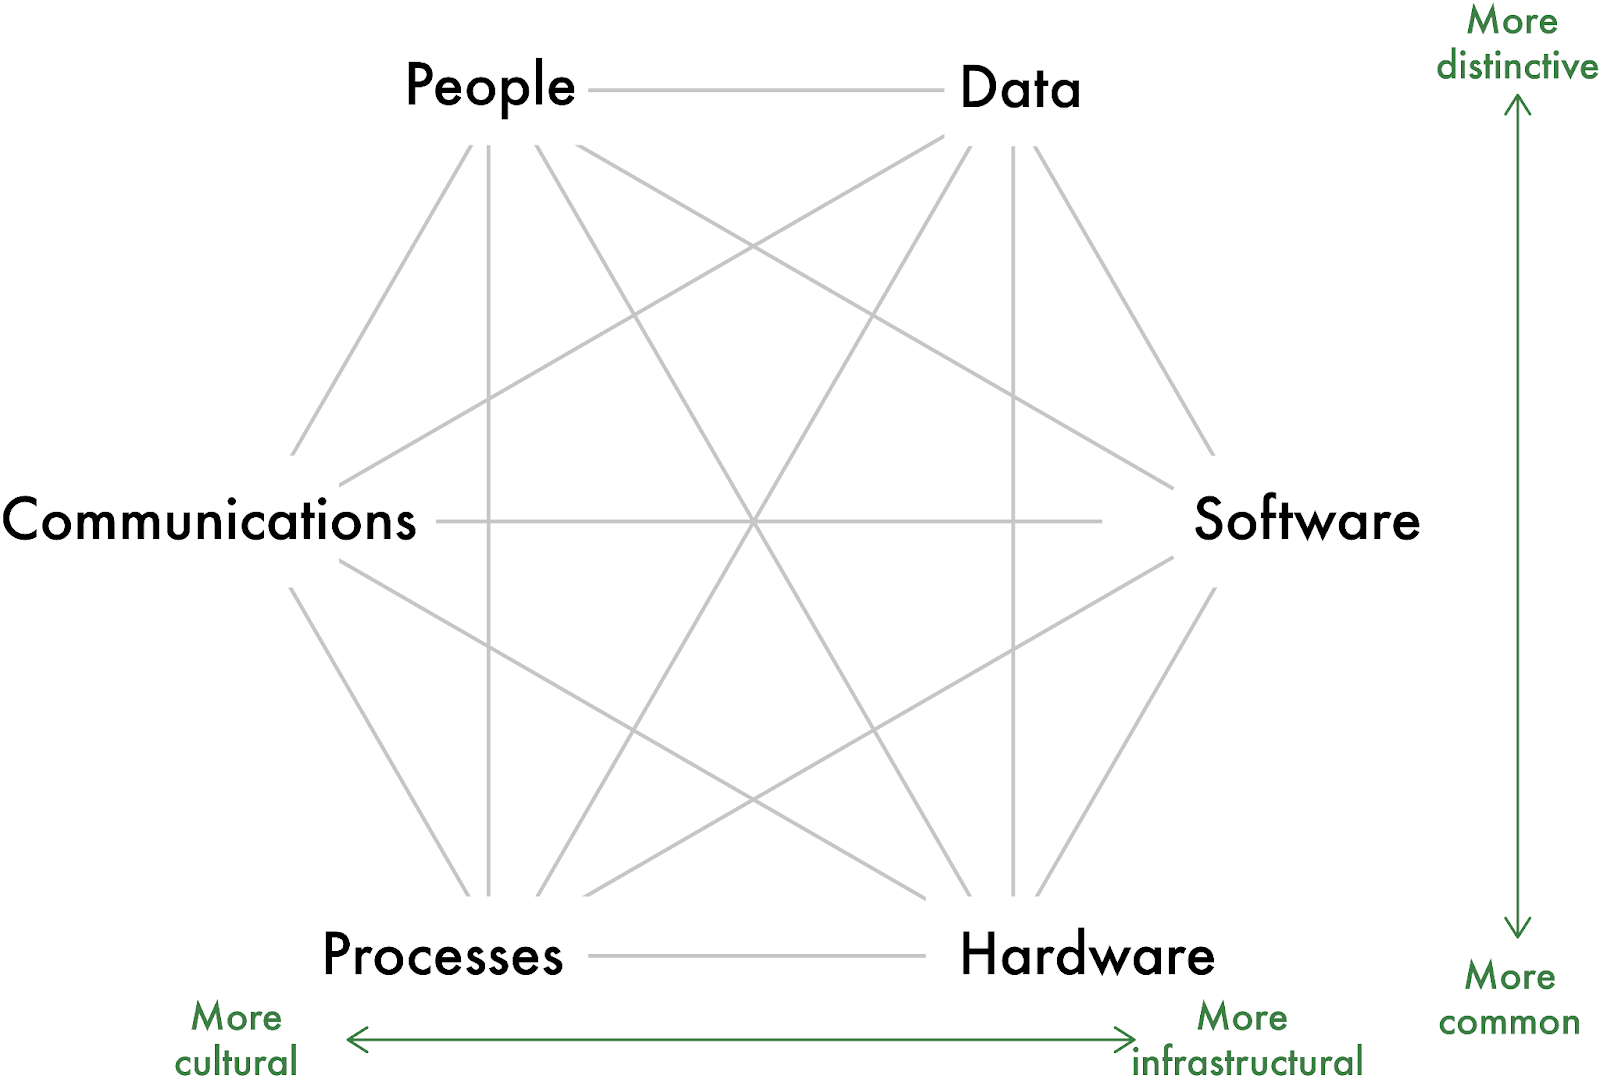 More
distinctive
People
Data
Communications
Software
Processes
Hardware
More
common
More
cultural
More
infrastructural